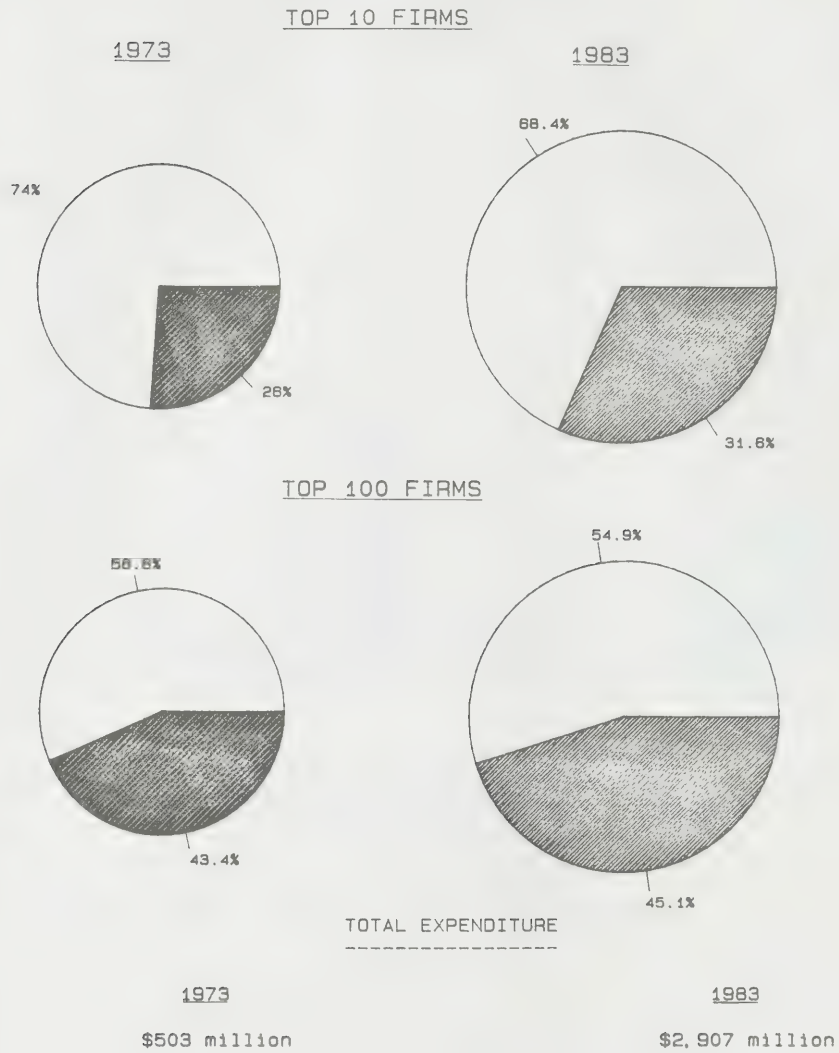 TOP 10 FIRMS
1973
1983
74%
26%
68.4%
31.6%
TOP 100 FIRMS
56.6%
43.4%
54.9%
45.1%
TOTAL EXPENDITURE
1973
1983
$503 million
$2,907 million